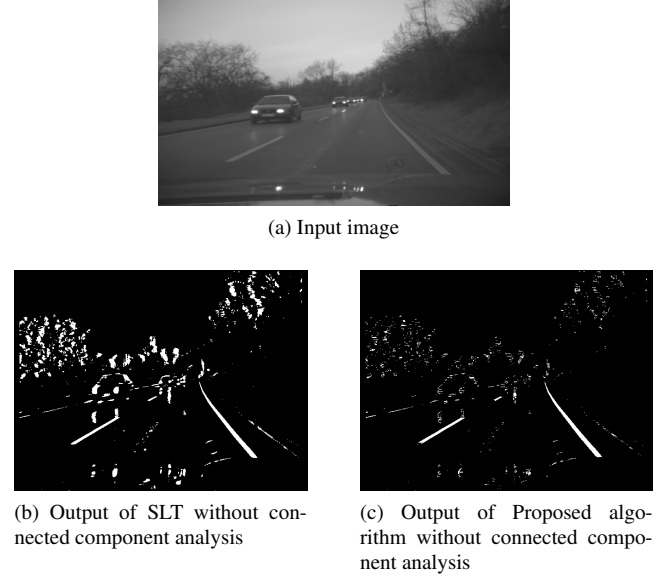 (a) Input image
(b) Output of SLT without con-
nected component analysis
(c) Output of Proposed algo-
rithm without connected compo-
nent analysis